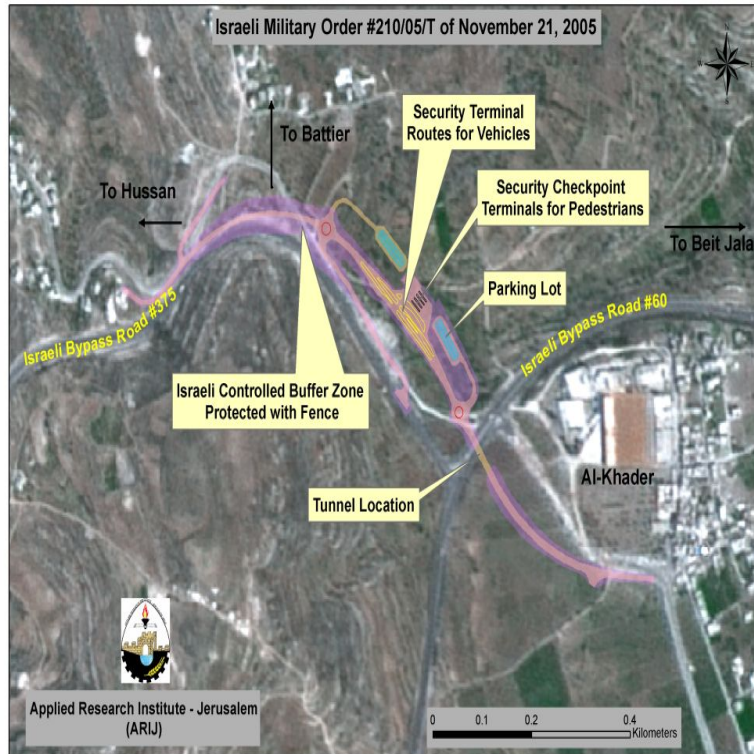 Israeli Military Order #210/05/T of November 21, 2005
Security Terminal
Routes for Vehicles
To Battier
To Hussan
Security Checkpoint
Terminals for Pedestrians
To Beit Jala
Parking Lot
Israeli Bypass Road #375
Israeli Bypass Road #60
Israeli Controlled Buffer Zone
Protected with Fence
Al-Khader
Tunnel Location
Applied Research Institute - Jerusalem
(ARIJ)
0 0.1 0.2 0.4
Kilometers